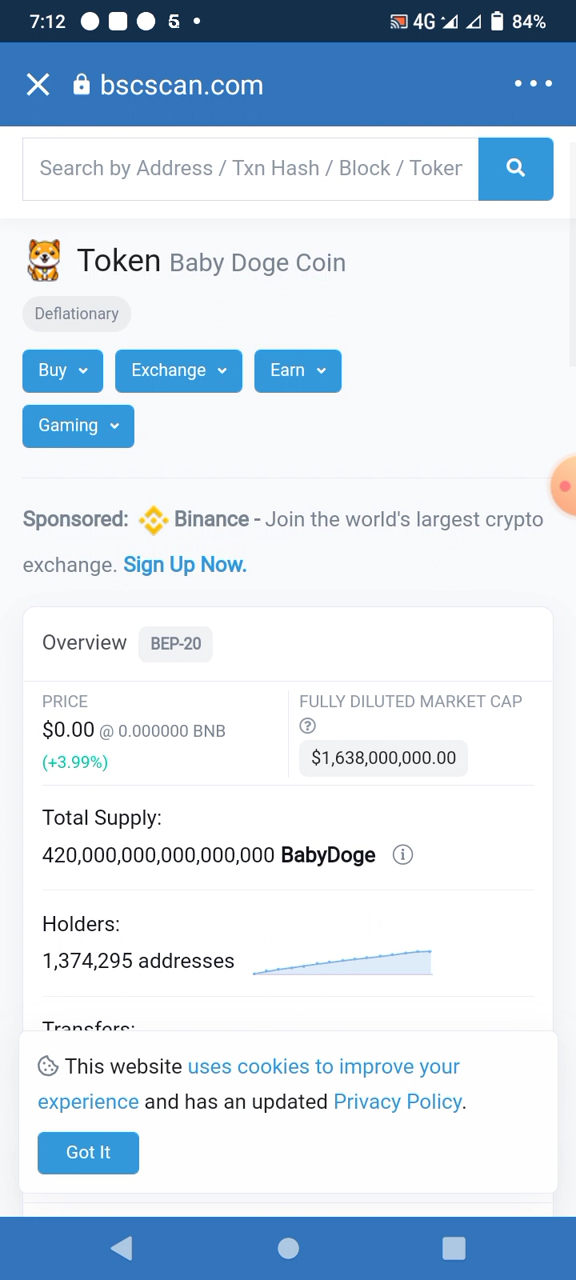 7:12
4G
84%
bscscan.com
Search by Address / Txn Hash / Block / Token
Token Baby Doge Coin
Deflationary
Buy
Exchange
Earn
Gaming
Sponsored: Binance - Join the world's largest crypto
exchange. Sign Up Now.
Overview BEP-20
PRICE
$0.00 @ 0.000000 BNB
(+3.99%)
FULLY DILUTED MARKET CAP
$1,638,000,000.00
Total Supply:
420,000,000,000,000,000 BabyDoge
Holders:
1,374,295 addresses
Transfers:
This website uses cookies to improve your
experience and has an updated Privacy Policy.
Got It